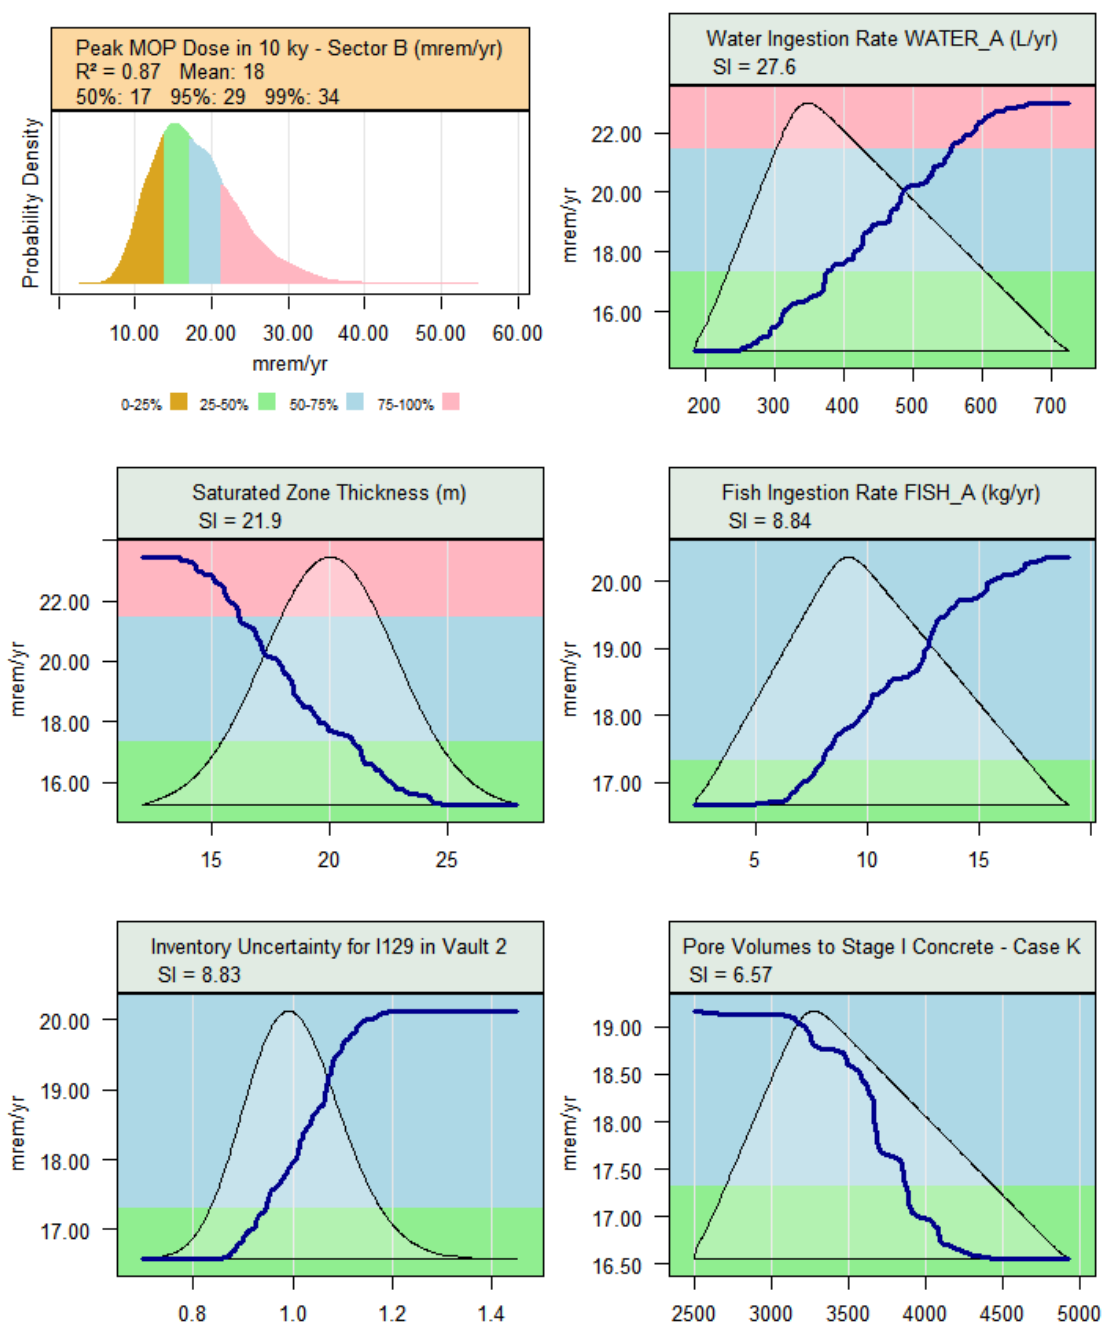 Peak MOP Dose in 10 ky - Sector B (mrem/yr)
R² = 0.87 Mean: 18
50%: 17 95%: 29 99%: 34
Probability Density
10.00 20.00 30.00 40.00 50.00 60.00
mrem/yr
0-25% 25-50% 50-75% 75-100%
Water Ingestion Rate WATER_A (L/yr)
SI = 27.6
mrem/yr
22.00
20.00
18.00
16.00
200 300 400 500 600 700
Saturated Zone Thickness (m)
SI = 21.9
mrem/yr
22.00
20.00
18.00
16.00
15 20 25
Fish Ingestion Rate FISH_A (kg/yr)
SI = 8.84
mrem/yr
20.00
19.00
18.00
17.00
5 10 15
Inventory Uncertainty for I129 in Vault 2
SI = 8.83
mrem/yr
20.00
19.00
18.00
17.00
0.8 1.0 1.2 1.4
Pore Volumes to Stage I Concrete - Case K
SI = 6.57
mrem/yr
19.00
18.50
18.00
17.50
17.00
16.50
2500 3000 3500 4000 4500 5000